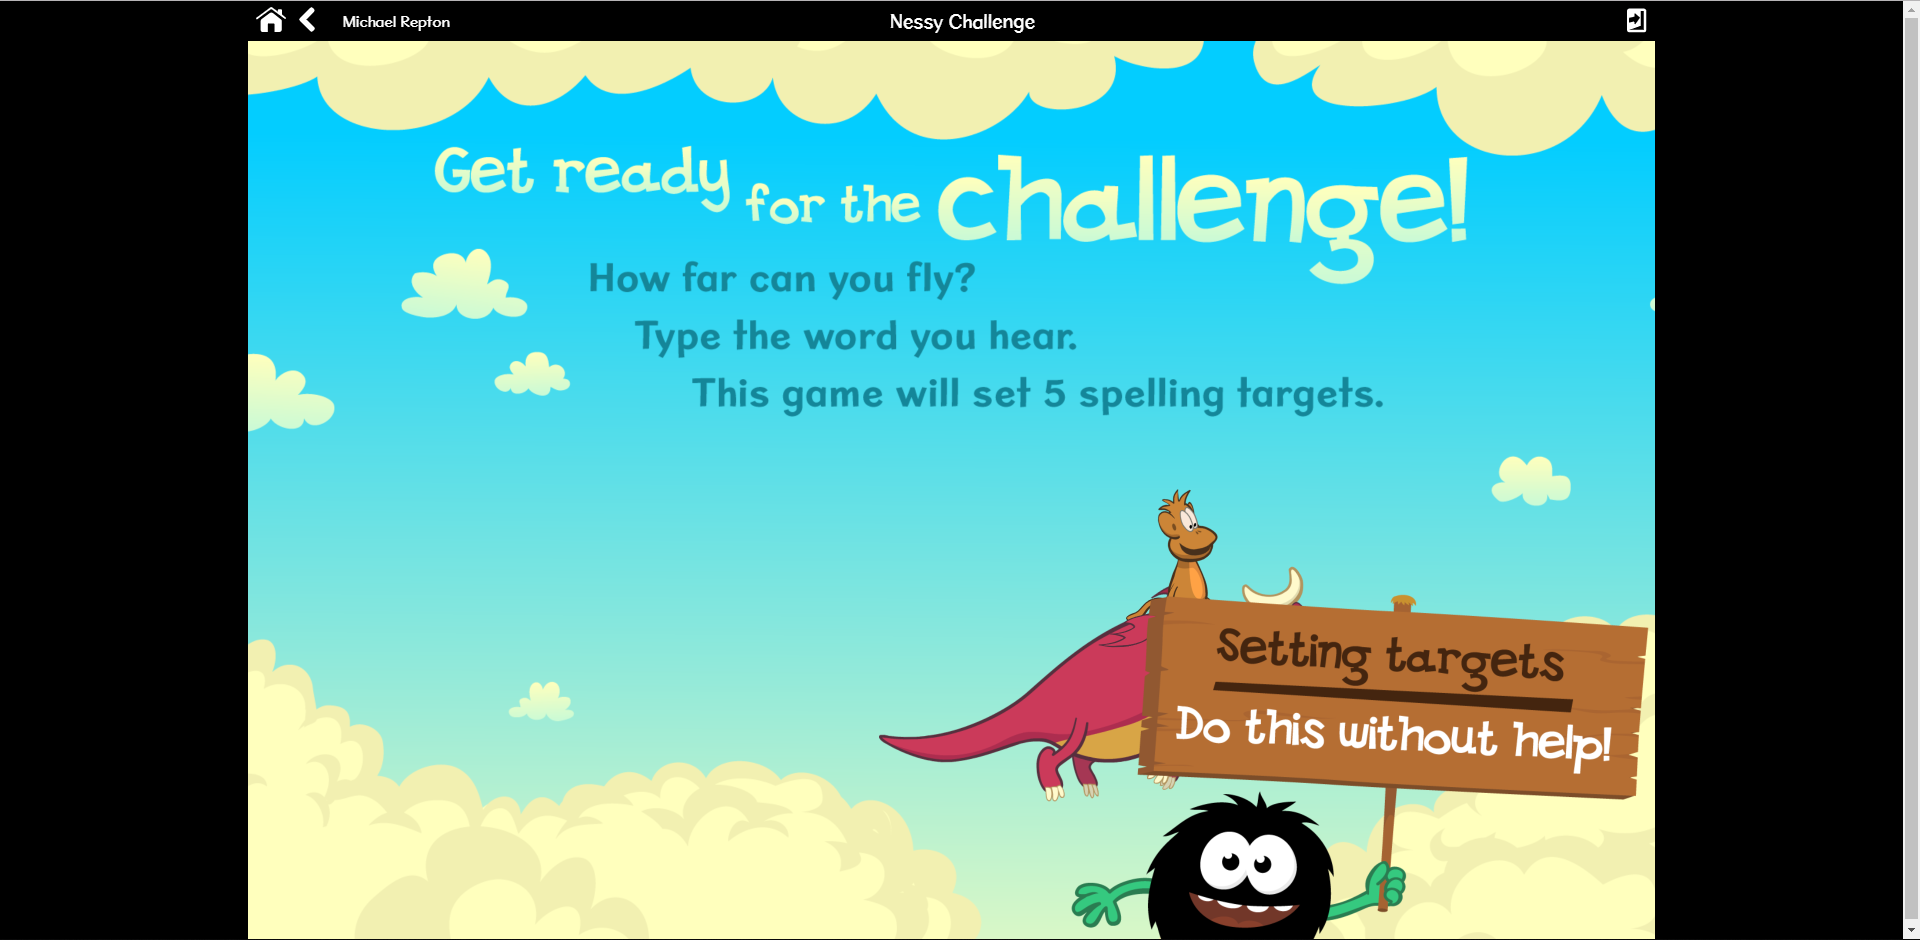 Michael Repton
Nessy Challenge
Get ready for the challenge!
How far can you fly?
Type the word you hear.
This game will set 5 spelling targets.
Setting targets
Do this without help!